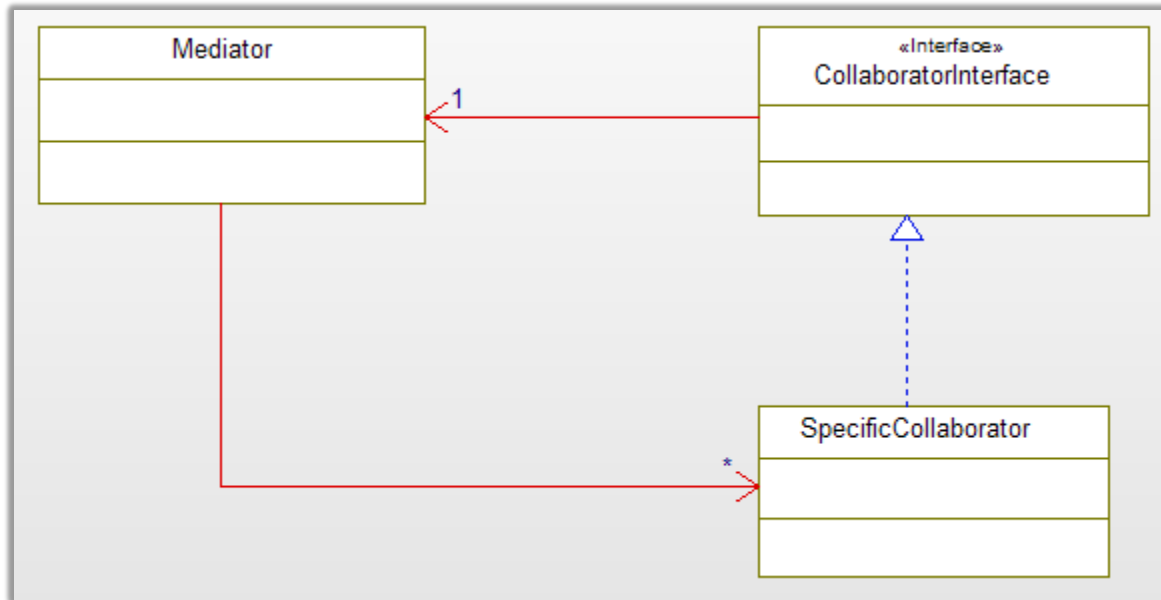 Mediator
«Interface»
CollaboratorInterface
1
*
SpecificCollaborator